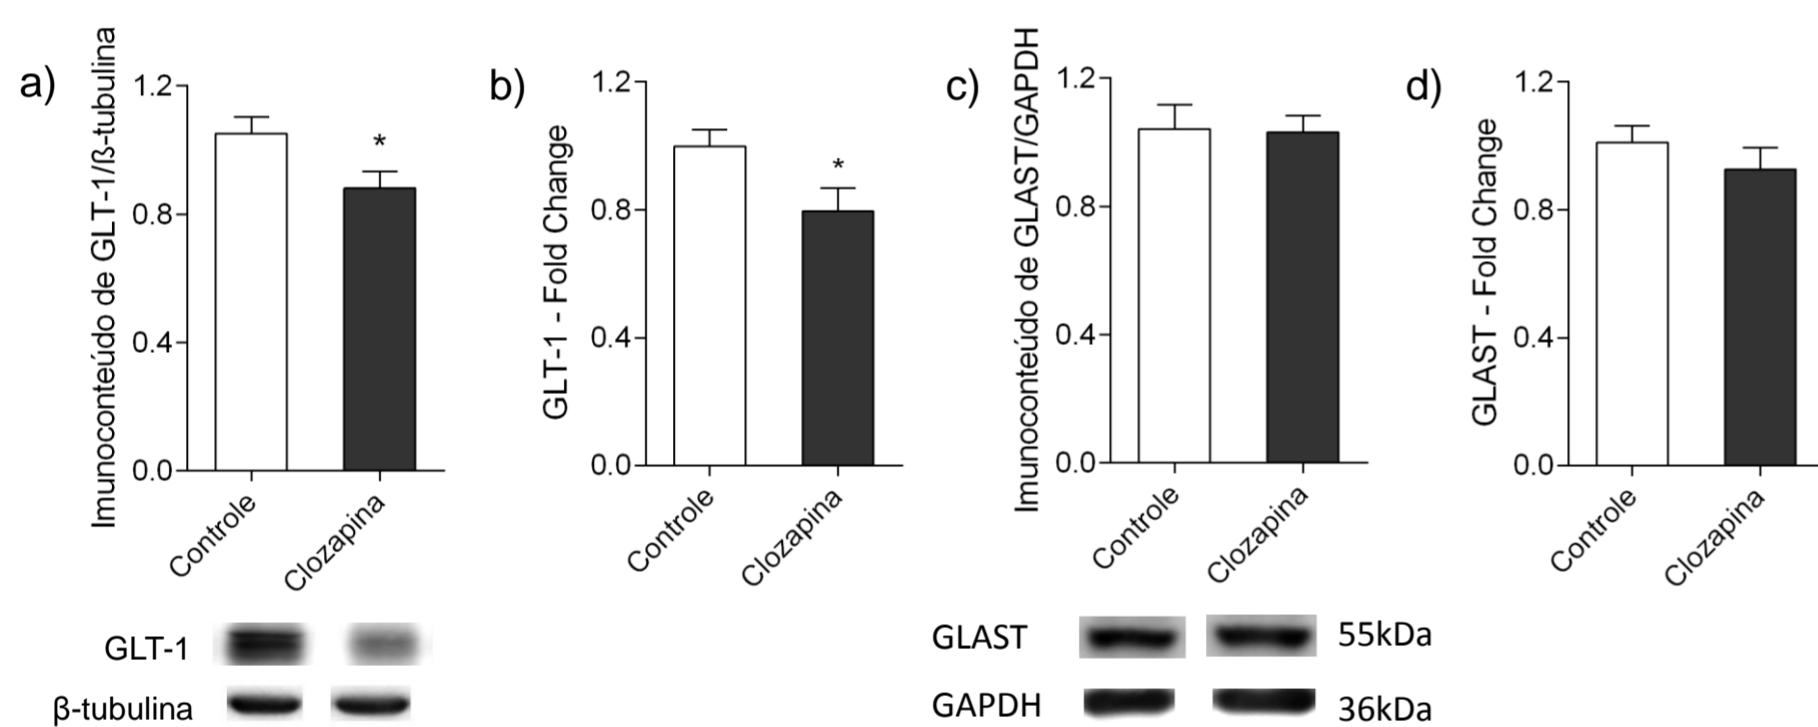 a)
Imunoconteúdo de GLT-1/ß-tubulina
1.2
0.8
0.4
0.0
*
Controle
Clozapina
GLT-1
β-tubulina
b)
GLT-1 - Fold Change
1.2
0.8
0.4
0.0
*
Controle
Clozapina
c)
Imunoconteúdo de GLAST/GAPDH
1.2
0.8
0.4
0.0
Controle
Clozapina
GLAST
55kDa
GAPDH
36kDa
d)
GLAST - Fold Change
1.2
0.8
0.4
0.0
Controle
Clozapina